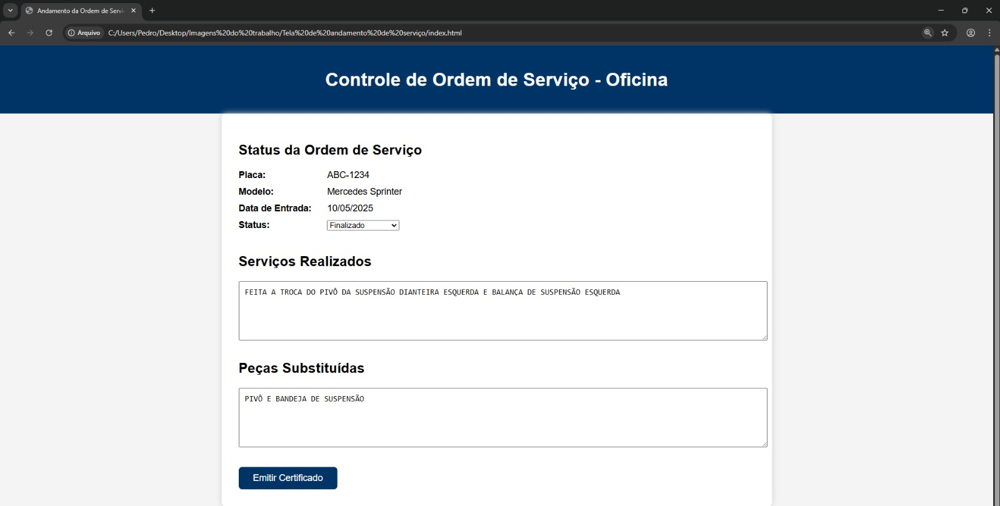 Andamento da Ordem de Servi
Arquivo
C:/Users/Pedro/Desktop/Imagens%20do%20trabalho/Tela%20de%20andamento%20de%20serviço/index.html
Controle de Ordem de Serviço - Oficina
Status da Ordem de Serviço
Placa: ABC-1234
Modelo: Mercedes Sprinter
Data de Entrada: 10/05/2025
Status: Finalizado
Serviços Realizados
FEITA A TROCA DO PIVÔ DA SUSPENSÃO DIANTEIRA ESQUERDA E BALANÇA DE SUSPENSÃO ESQUERDA
Peças Substituídas
PIVÔ E BANDEJA DE SUSPENSÃO
Emitir Certificado